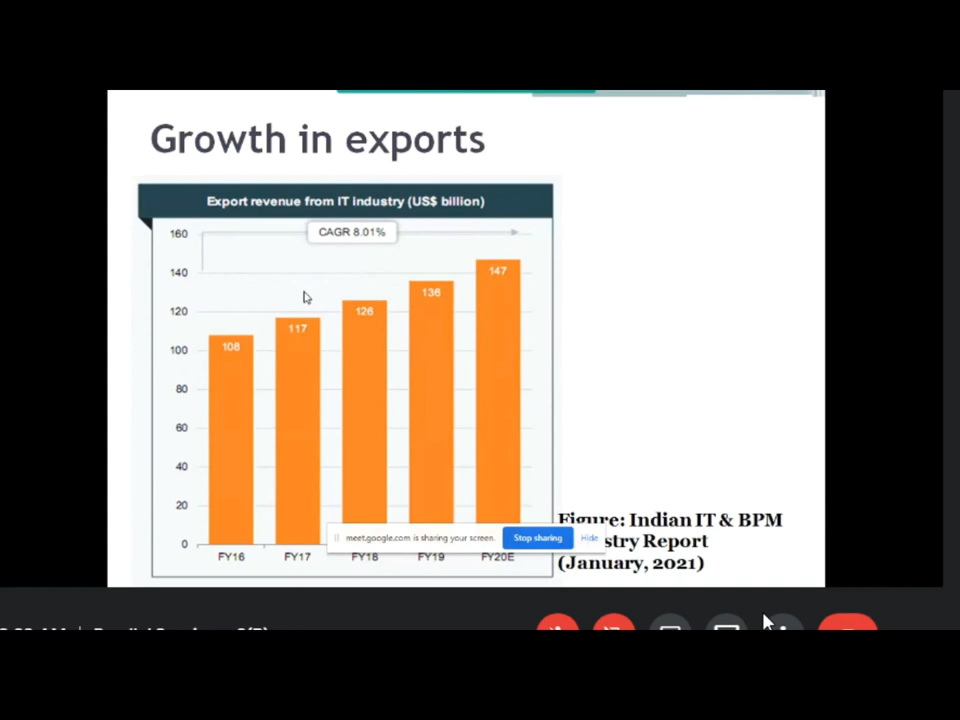 Growth in exports
Export revenue from IT industry (US$ billion)
CAGR 8.01%
160
140
120
100
80
60
40
20
0
108
117
126
136
147
FY16
FY17
FY18
FY19
FY20E
meet.google.com is sharing your screen.
Stop sharing
Hide
Figure: Indian IT & BPM
stry Report
(January, 2021)